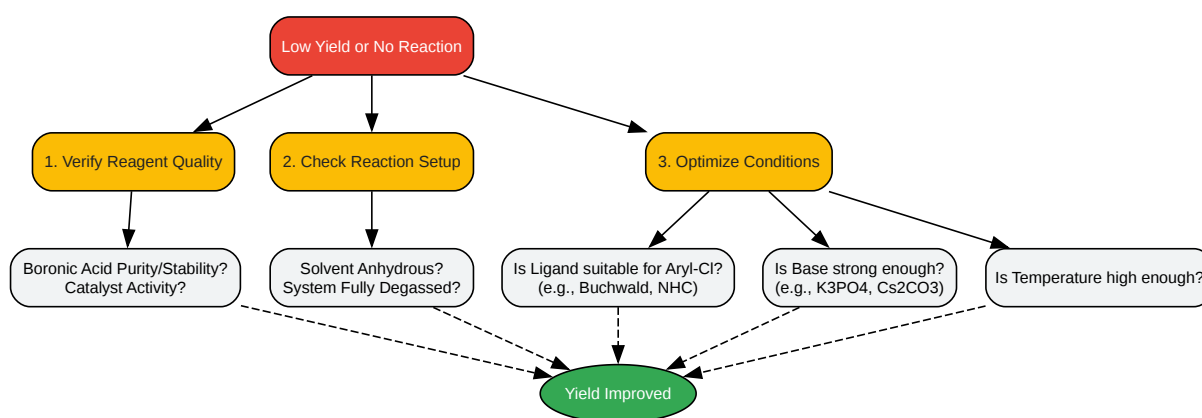 Low Yield or No Reaction
1. Verify Reagent Quality
2. Check Reaction Setup
3. Optimize Conditions
Boronic Acid Purity/Stability?
Catalyst Activity?
Solvent Anhydrous?
System Fully Degassed?
Is Ligand suitable for Aryl-Cl?
(e.g., Buchwald, NHC)
Is Base strong enough?
(e.g., K3PO4, Cs2CO3)
Is Temperature high enough?
Yield Improved